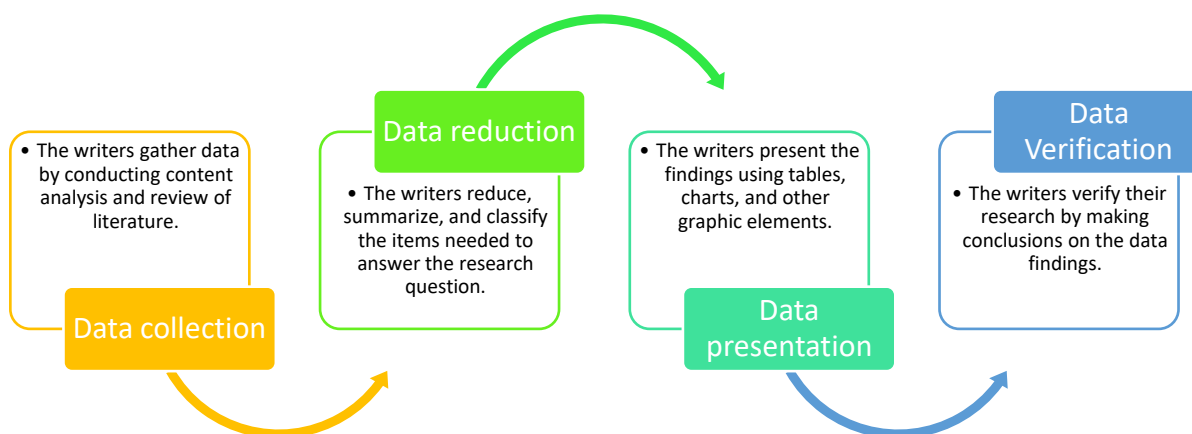 • The writers gather data
by conducting content
analysis and review of
literature.
Data collection
Data reduction
• The writers reduce,
summarize, and classify
the items needed to
answer the research
question.
• The writers present the
findings using tables,
charts, and other
graphic elements.
Data
presentation
Data
Verification
• The writers verify their
research by making
conclusions on the data
findings.